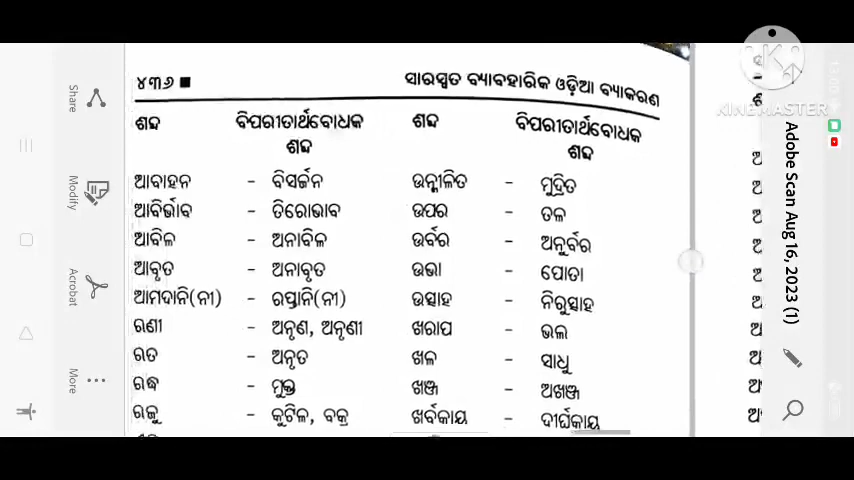 ୪୩୬ ■ ସାରସ୍ୱତ ବ୍ୟାବହାରିକ ଓଡ଼ିଆ ବ୍ୟାକରଣ
ଶବ୍ଦ ବିପରୀତାର୍ଥବୋଧକ ଶବ୍ଦ ବିପରୀତାର୍ଥବୋଧକ
ଶବ୍ଦ ଶବ୍ଦ
ଆବାହନ – ବିସର୍ଜନ ଉନ୍ମୀଳିତ – ମୁଦ୍ରିତ
ଆବିର୍ଭାବ – ତିରୋଭାବ ଉପର – ତଳ
ଆବିଳ – ଅନାବିଳ ଉର୍ବର – ଅନୁର୍ବର
ଆବୃତ – ଅନାବୃତ ଉଭା – ପୋତା
ଆମଦାନି(ନୀ) – ରପ୍ତାନି(ନୀ) ଉତ୍ସାହ – ନିରୁତ୍ସାହ
ଋଣୀ – ଅନୃଣ, ଅନୃଣୀ ଖରାପ – ଭଲ
ଋତ – ଅନୃତ ଖଳ – ସାଧୁ
ଋଦ୍ଧ – ମୁକ୍ତ ଖଞ୍ଜ – ଅଖଞ୍ଜ
ଋଜୁ – କୁଟିଳ, ବକ୍ର ଖର୍ବକାୟ – ଦୀର୍ଘକାୟ
KINEMASTER
Share
Modify
Acrobat
More
Adobe Scan Aug 16, 2023 (1)